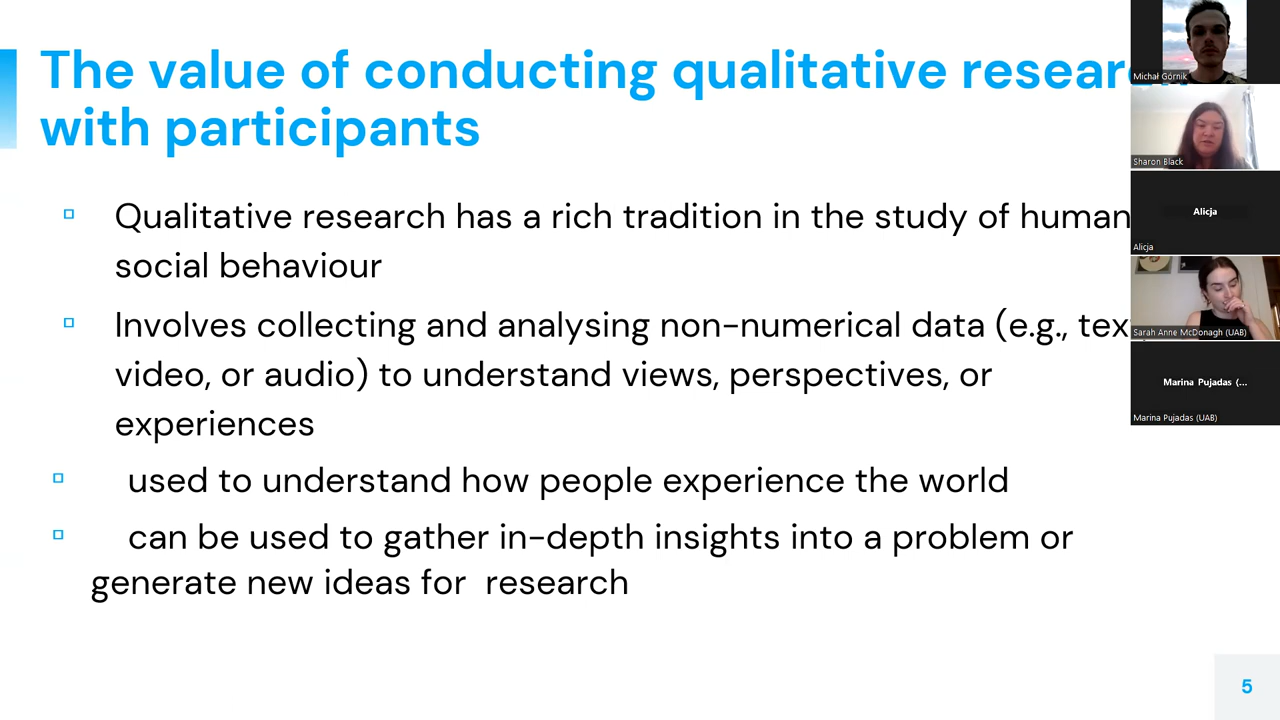 The value of conducting qualitative resear
with participants
Qualitative research has a rich tradition in the study of human
social behaviour
Involves collecting and analysing non-numerical data (e.g., tex
video, or audio) to understand views, perspectives, or
experiences
used to understand how people experience the world
can be used to gather in-depth insights into a problem or
generate new ideas for research
5
Michał Górnik
Sharon Black
Alicja
Alicja
Sarah Anne McDonagh (UAB)
Marina Pujadas (...
Marina Pujadas (UAB)